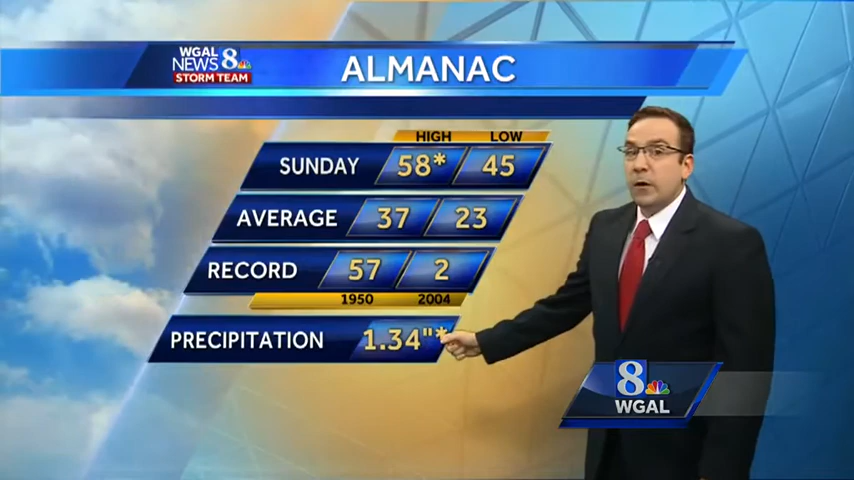 WGAL
NEWS 8
STORM TEAM
ALMANAC
HIGH LOW
SUNDAY 58* 45
AVERAGE 37 23
RECORD 57 2
1950 2004
PRECIPITATION 1.34"*
8
WGAL